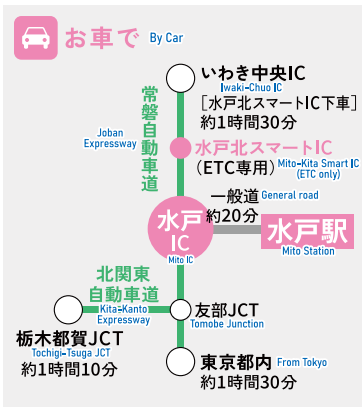 お車で By Car
いわき中央IC
Iwaki-Chuo IC
[水戸北スマートIC下車]
約1時間30分
常磐自動車道
Joban
Expressway
水戸北スマートIC
(ETC専用) Mito-Kita Smart IC
(ETC only)
一般道 General road
約20分
水戸
IC
Mito IC
水戸駅
Mito Station
北関東
自動車道
Kita-Kanto
Expressway
友部JCT
Tomobe Junction
栃木都賀JCT
Tochigi-Tsuga JCT
約1時間10分
東京都内 From Tokyo
約1時間30分